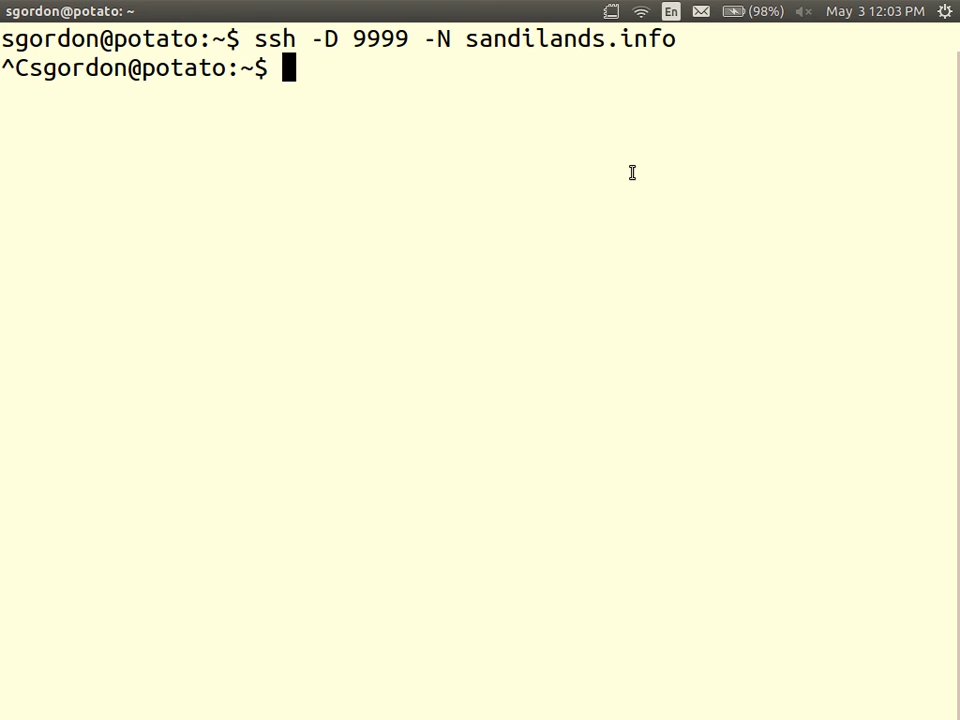 sgordon@potato: ~ En (98%) May 3 12:03 PM
sgordon@potato:~$ ssh -D 9999 -N sandilands.info
^Csgordon@potato:~$